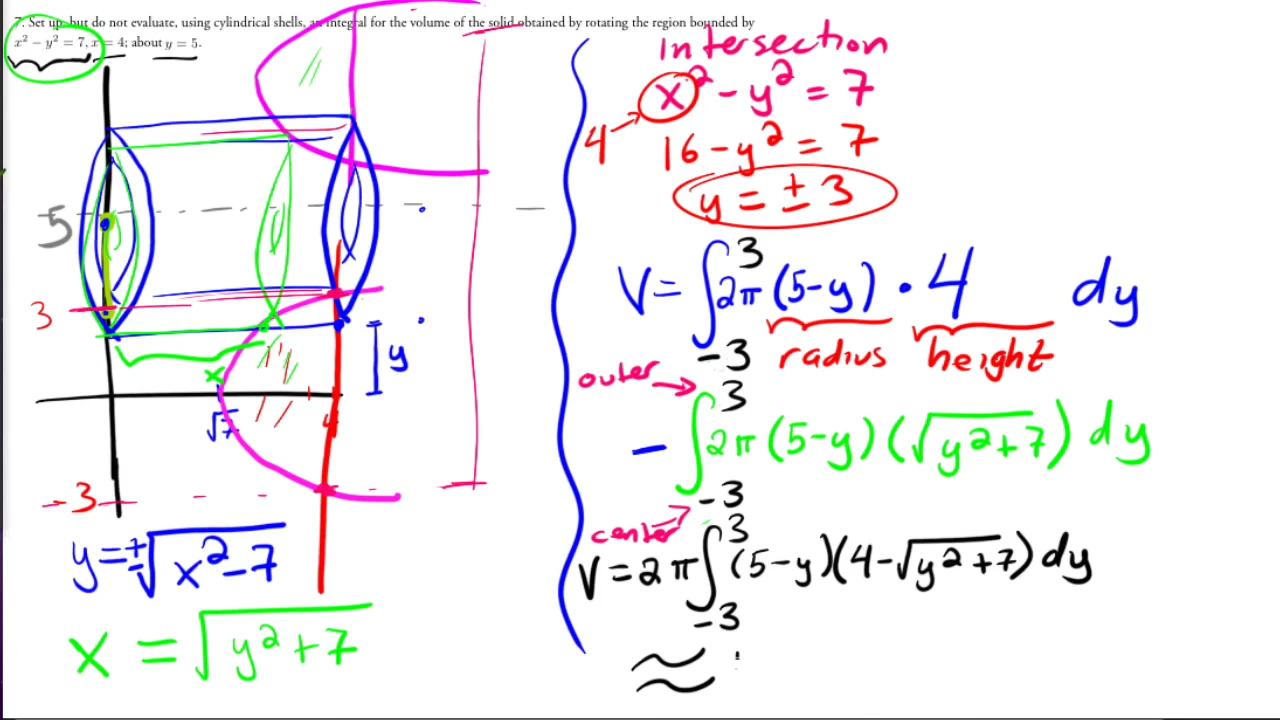 7. Set up, but do not evaluate, using cylindrical shells, an integral for the volume of the solid obtained by rotating the region bounded by
x² − y² = 7, x = 4; about y = 5.
5
3
y
x
√7
4
-3
y = ±√(x²-7)
x = √(y²+7)
intersection
x² - y² = 7
4 →
16 - y² = 7
y = ± 3
V = ∫_{-3}^{3} 2π (5-y) · 4 dy
radius height
outer →
- ∫_{-3}^{3} 2π (5-y) (√(y²+7)) dy
center →
V = 2π ∫_{-3}^{3} (5-y)(4-√(y²+7)) dy
≈